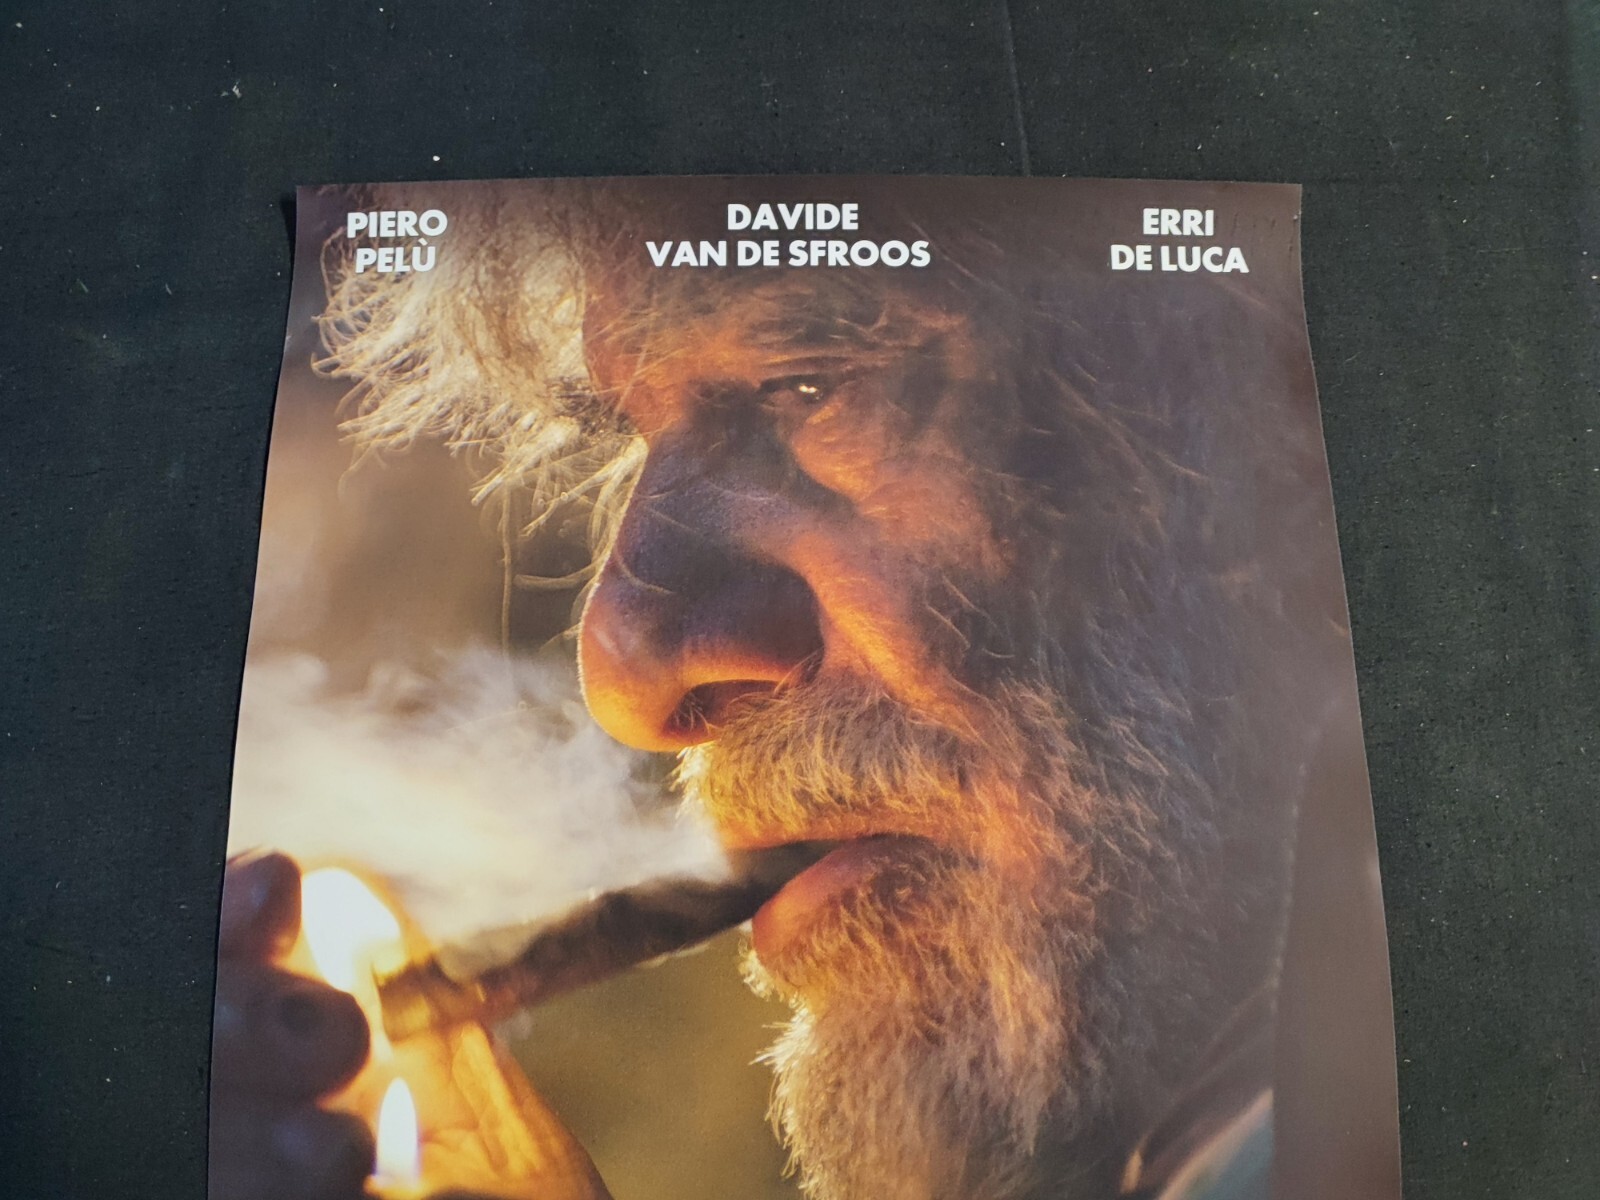 PIERO
PELÙ
DAVIDE
VAN DE SFROOS
ERRI
DE LUCA